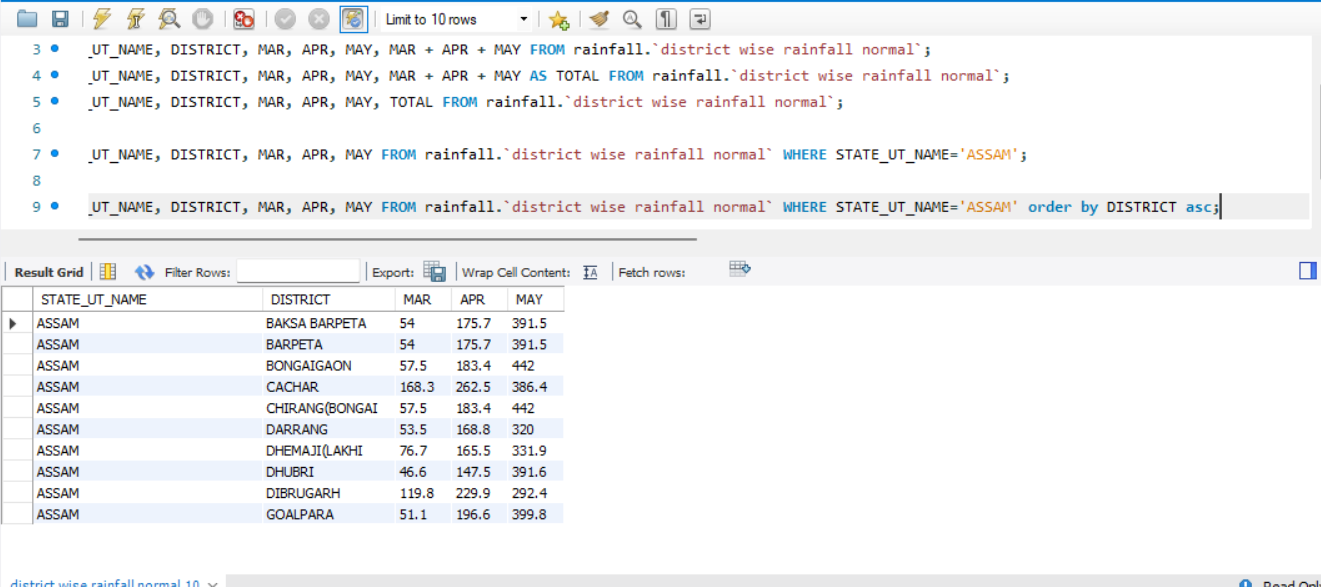 Limit to 10 rows
3 _UT_NAME, DISTRICT, MAR, APR, MAY, MAR + APR + MAY FROM rainfall.`district wise rainfall normal`;
4 _UT_NAME, DISTRICT, MAR, APR, MAY, MAR + APR + MAY AS TOTAL FROM rainfall.`district wise rainfall normal`;
5 _UT_NAME, DISTRICT, MAR, APR, MAY, TOTAL FROM rainfall.`district wise rainfall normal`;
6
7 _UT_NAME, DISTRICT, MAR, APR, MAY FROM rainfall.`district wise rainfall normal` WHERE STATE_UT_NAME='ASSAM';
8
9 _UT_NAME, DISTRICT, MAR, APR, MAY FROM rainfall.`district wise rainfall normal` WHERE STATE_UT_NAME='ASSAM' order by DISTRICT asc;
Result Grid Filter Rows: Export: Wrap Cell Content: IA Fetch rows:
STATE_UT_NAME DISTRICT MAR APR MAY
ASSAM BAKSA BARPETA 54 175.7 391.5
ASSAM BARPETA 54 175.7 391.5
ASSAM BONGAIGAON 57.5 183.4 442
ASSAM CACHAR 168.3 262.5 386.4
ASSAM CHIRANG(BONGAI 57.5 183.4 442
ASSAM DARRANG 53.5 168.8 320
ASSAM DHEMAJI(LAKHI 76.7 165.5 331.9
ASSAM DHUBRI 46.6 147.5 391.6
ASSAM DIBRUGARH 119.8 229.9 292.4
ASSAM GOALPARA 51.1 196.6 399.8
district wise rainfall normal 10 Read Only